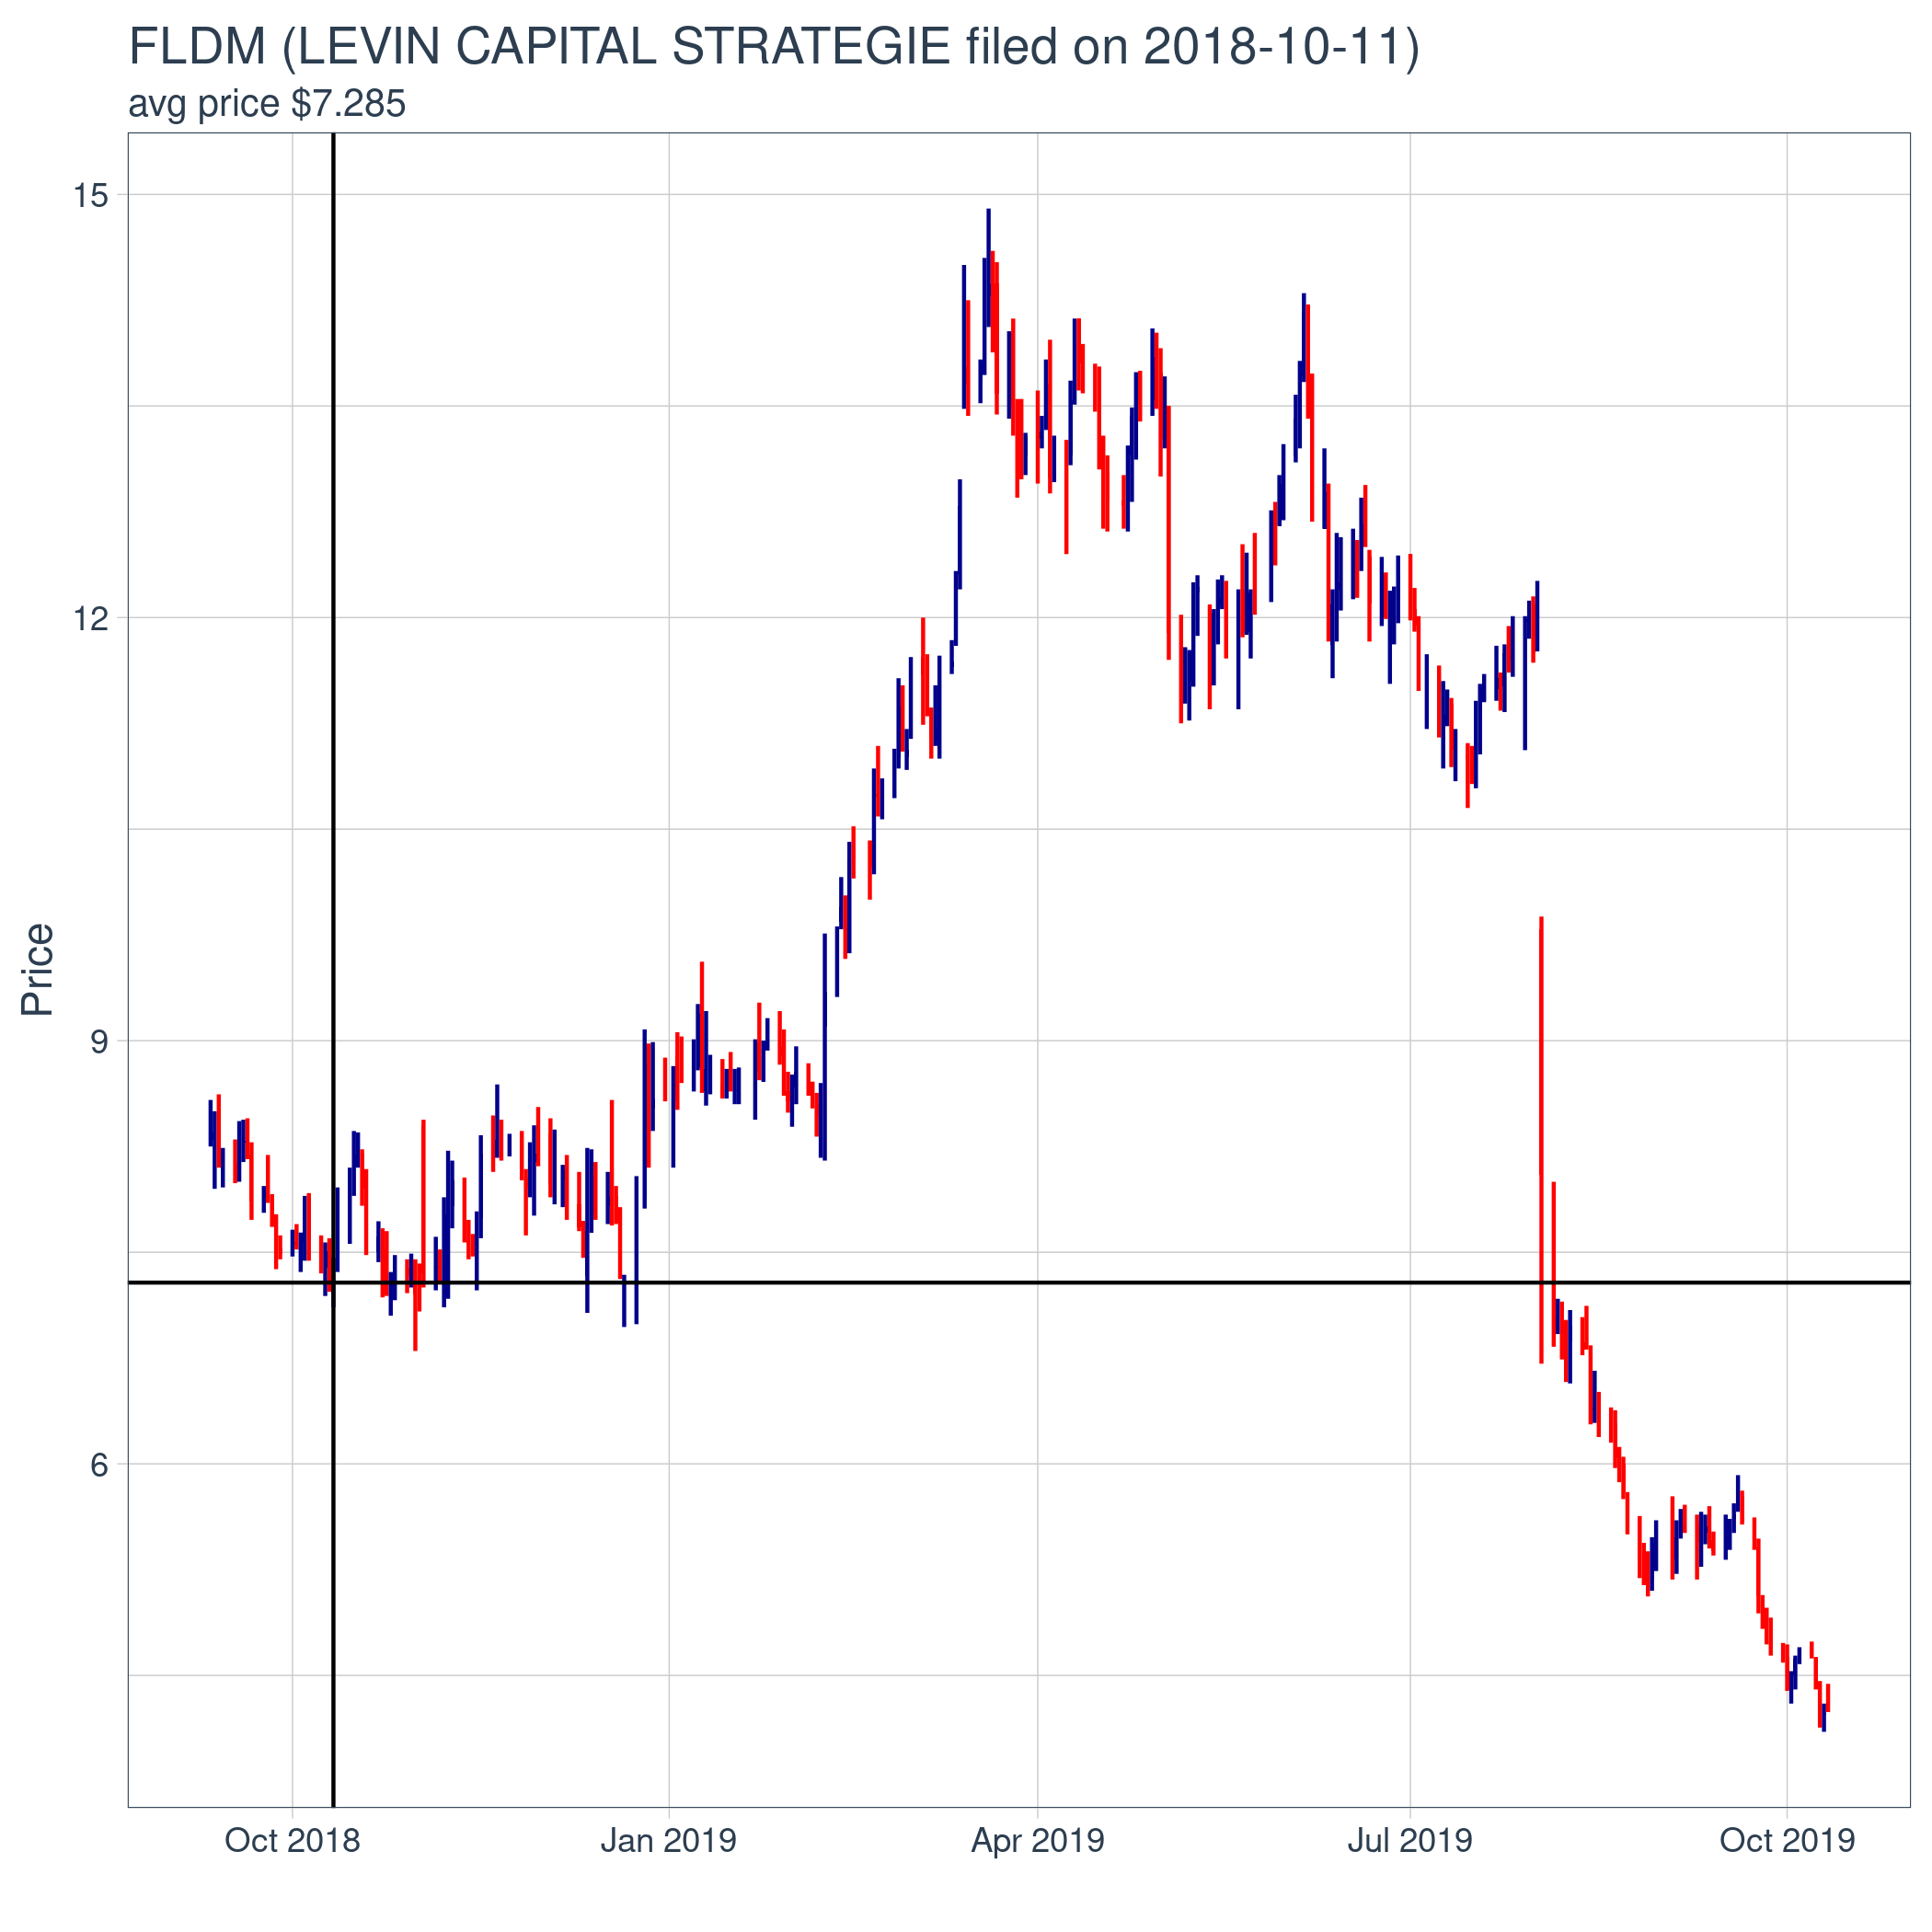 FLDM (LEVIN CAPITAL STRATEGIE filed on 2018-10-11)
avg price $7.285
15
12
9
6
Price
Oct 2018
Jan 2019
Apr 2019
Jul 2019
Oct 2019